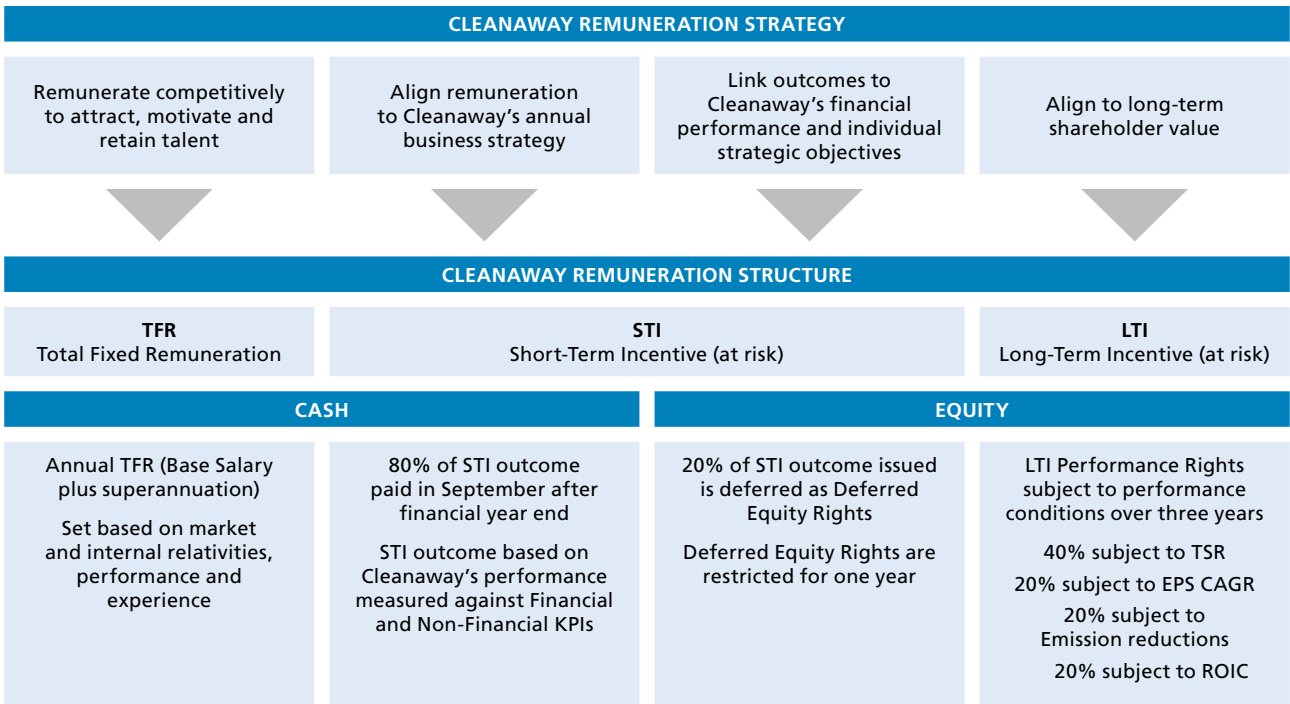 CLEANAWAY REMUNERATION STRATEGY
Remunerate competitively
to attract, motivate and
retain talent
Align remuneration
to Cleanaway's annual
business strategy
Link outcomes to
Cleanaway's financial
performance and individual
strategic objectives
Align to long-term
shareholder value
CLEANAWAY REMUNERATION STRUCTURE
TFR
Total Fixed Remuneration
STI
Short-Term Incentive (at risk)
LTI
Long-Term Incentive (at risk)
CASH
EQUITY
Annual TFR (Base Salary
plus superannuation)
Set based on market
and internal relativities,
performance and
experience
80% of STI outcome
paid in September after
financial year end
STI outcome based on
Cleanaway's performance
measured against Financial
and Non-Financial KPIs
20% of STI outcome issued
is deferred as Deferred
Equity Rights
Deferred Equity Rights are
restricted for one year
LTI Performance Rights
subject to performance
conditions over three years
40% subject to TSR
20% subject to EPS CAGR
20% subject to
Emission reductions
20% subject to ROIC